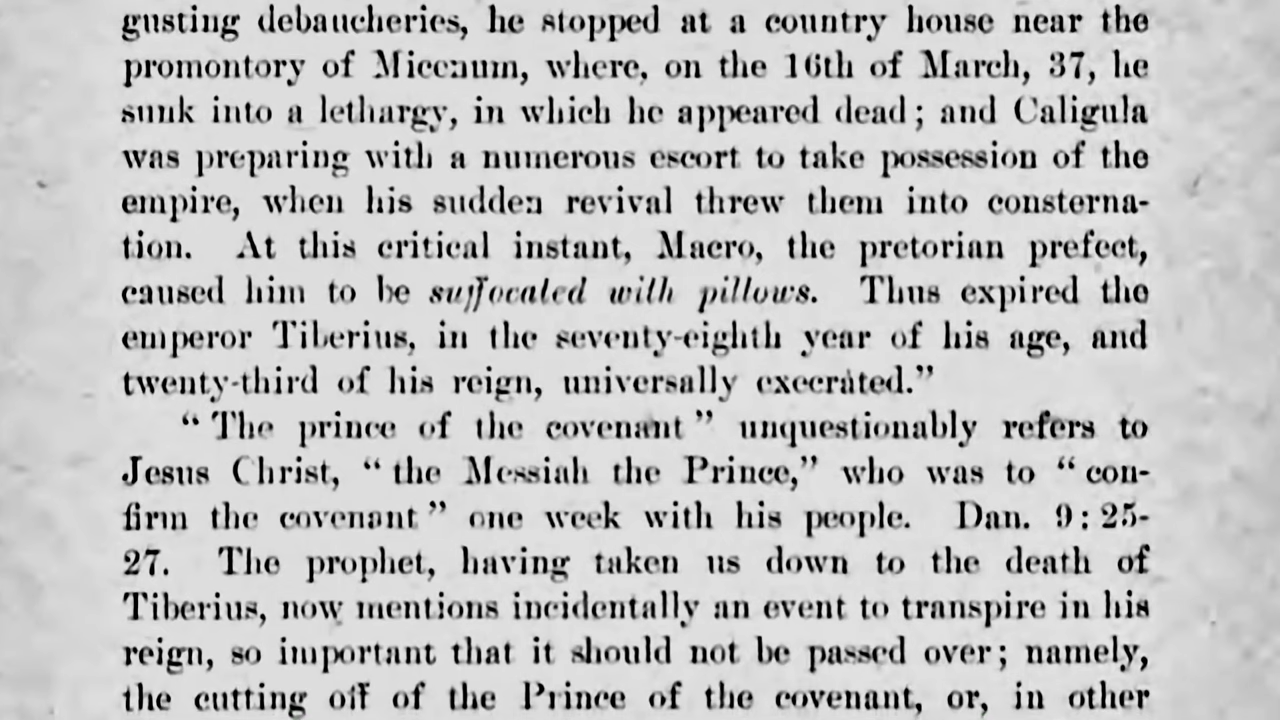 gusting debaucheries, he stopped at a country house near the
promontory of Micenum, where, on the 16th of March, 37, he
sunk into a lethargy, in which he appeared dead; and Caligula
was preparing with a numerous escort to take possession of the
empire, when his sudden revival threw them into consterna-
tion. At this critical instant, Macro, the pretorian prefect,
caused him to be suffocated with pillows. Thus expired the
emperor Tiberius, in the seventy-eighth year of his age, and
twenty-third of his reign, universally execrated."
"The prince of the covenant" unquestionably refers to
Jesus Christ, "the Messiah the Prince," who was to "con-
firm the covenant" one week with his people. Dan. 9:25-
27. The prophet, having taken us down to the death of
Tiberius, now mentions incidentally an event to transpire in his
reign, so important that it should not be passed over; namely,
the cutting off of the Prince of the covenant, or, in other